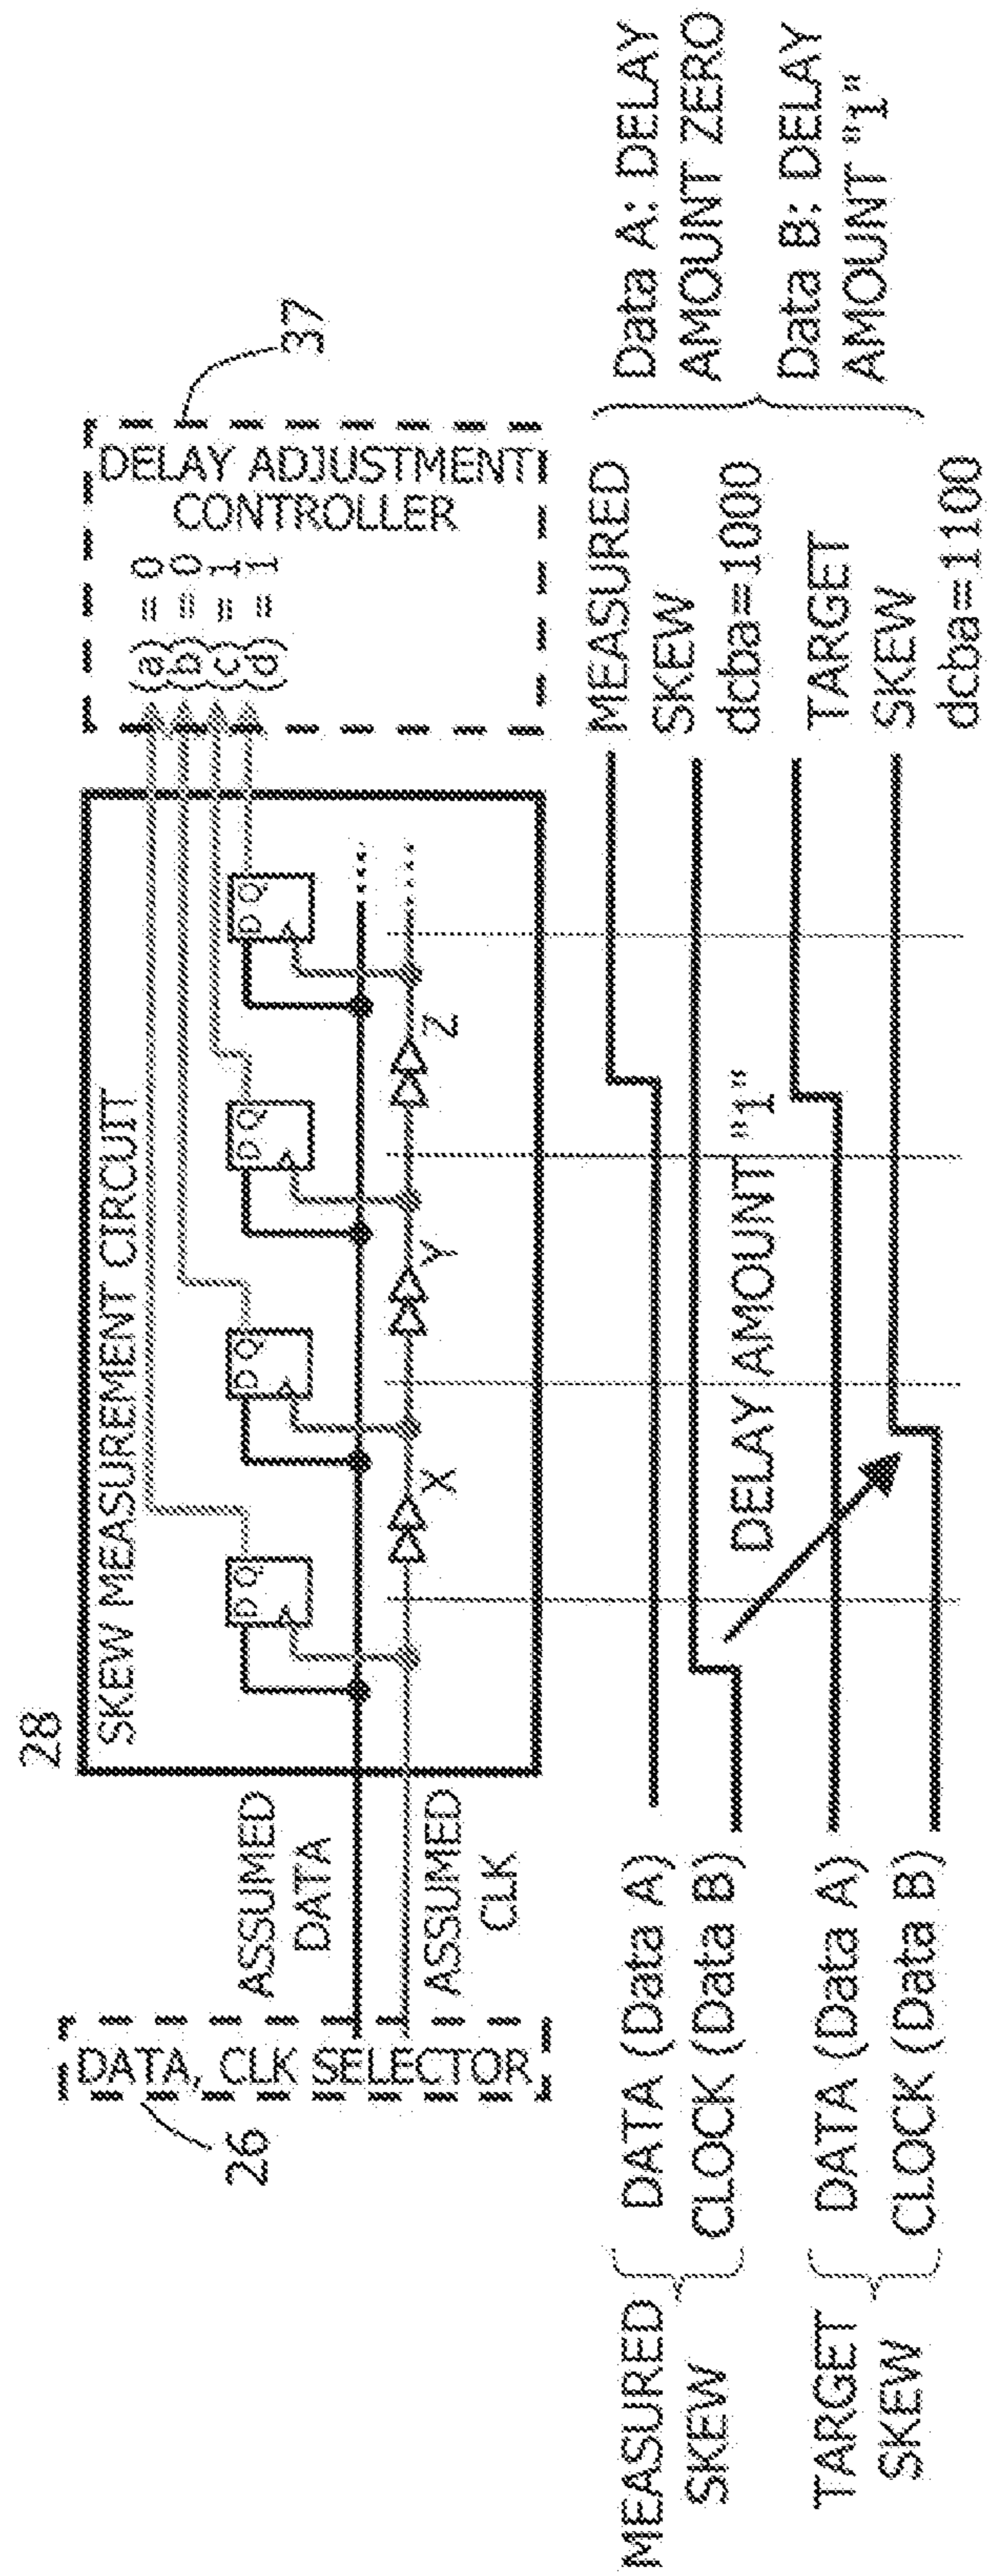 28
SKEW MEASUREMENT CIRCUIT
26
DATA, CLK SELECTOR
ASSUMED
DATA
ASSUMED
CLK
D Q
D Q
D Q
D Q
X
Y
Z
37
DELAY ADJUSTMENT
CONTROLLER
(a) = 0
(b) = 0
(c) = 1
(d) = 1
MEASURED
SKEW
DATA (Data A)
CLOCK (Data B)
TARGET
SKEW
DATA (Data A)
CLOCK (Data B)
DELAY AMOUNT "1"
MEASURED
SKEW
dcba=1000
TARGET
SKEW
dcba=1100
Data A: DELAY
AMOUNT ZERO
Data B: DELAY
AMOUNT "1"